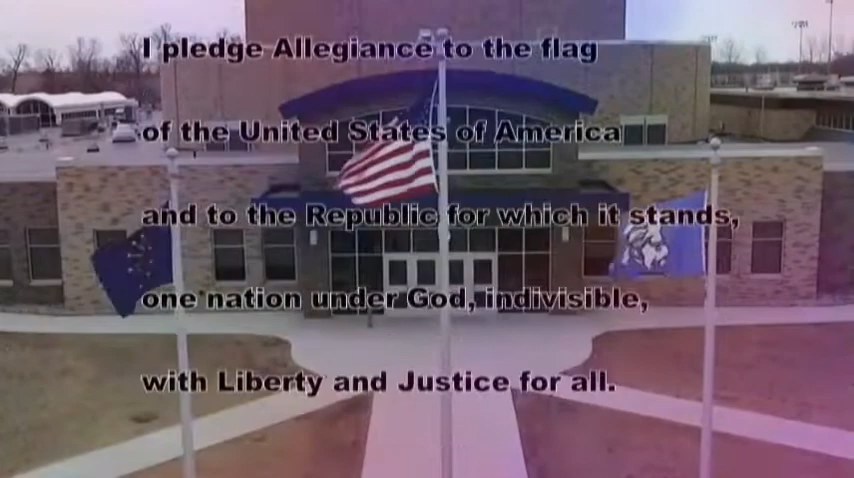 I pledge Allegiance to the flag
of the United States of America
and to the Republic for which it stands,
one nation under God, indivisible,
with Liberty and Justice for all.